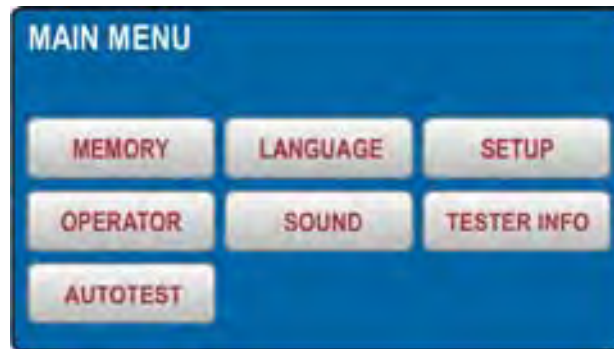 MAIN MENU
MEMORY LANGUAGE SETUP
OPERATOR SOUND TESTER INFO
AUTOTEST